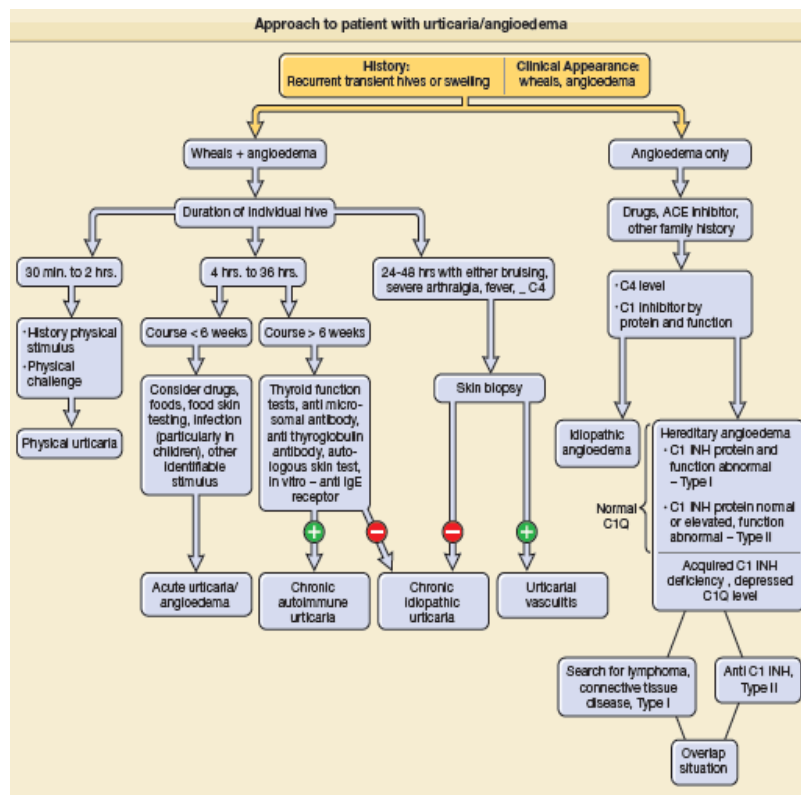 Approach to patient with urticaria/angioedema
History:
Recurrent transient hives or swelling
Clinical Appearance:
wheals, angioedema
Wheals + angioedema
Angioedema only
Duration of individual hive
Drugs, ACE inhibitor,
other family history
30 min. to 2 hrs.
4 hrs. to 36 hrs.
24-48 hrs with either bruising,
severe arthralgia, fever, _ C4
·C4 level
·C1 inhibitor by
protein and function
·History physical
stimulus
·Physical
challenge
Course < 6 weeks
Course > 6 weeks
Physical urticaria
Consider drugs,
foods, food skin
testing, infection
(particularly in
children), other
identifiable
stimulus
Thyroid function
tests, anti micro-
somal antibody,
anti thyroglobulin
antibody, auto-
logous skin test,
in vitro – anti IgE
receptor
Skin biopsy
Idiopathic
angioedema
Hereditary angioedema
· C1 INH protein and
function abnormal
– Type I
· C1 INH protein normal
or elevated, function
abnormal – Type II
Normal
C1Q
Acquired C1 INH
deficiency , depressed
C1Q level
+
−
−
+
Acute urticaria/
angioedema
Chronic
autoimmune
urticaria
Chronic
idiopathic
urticaria
Urticarial
vasculitis
Search for lymphoma,
connective tissue
disease, Type I
Anti C1 INH,
Type II
Overlap
situation